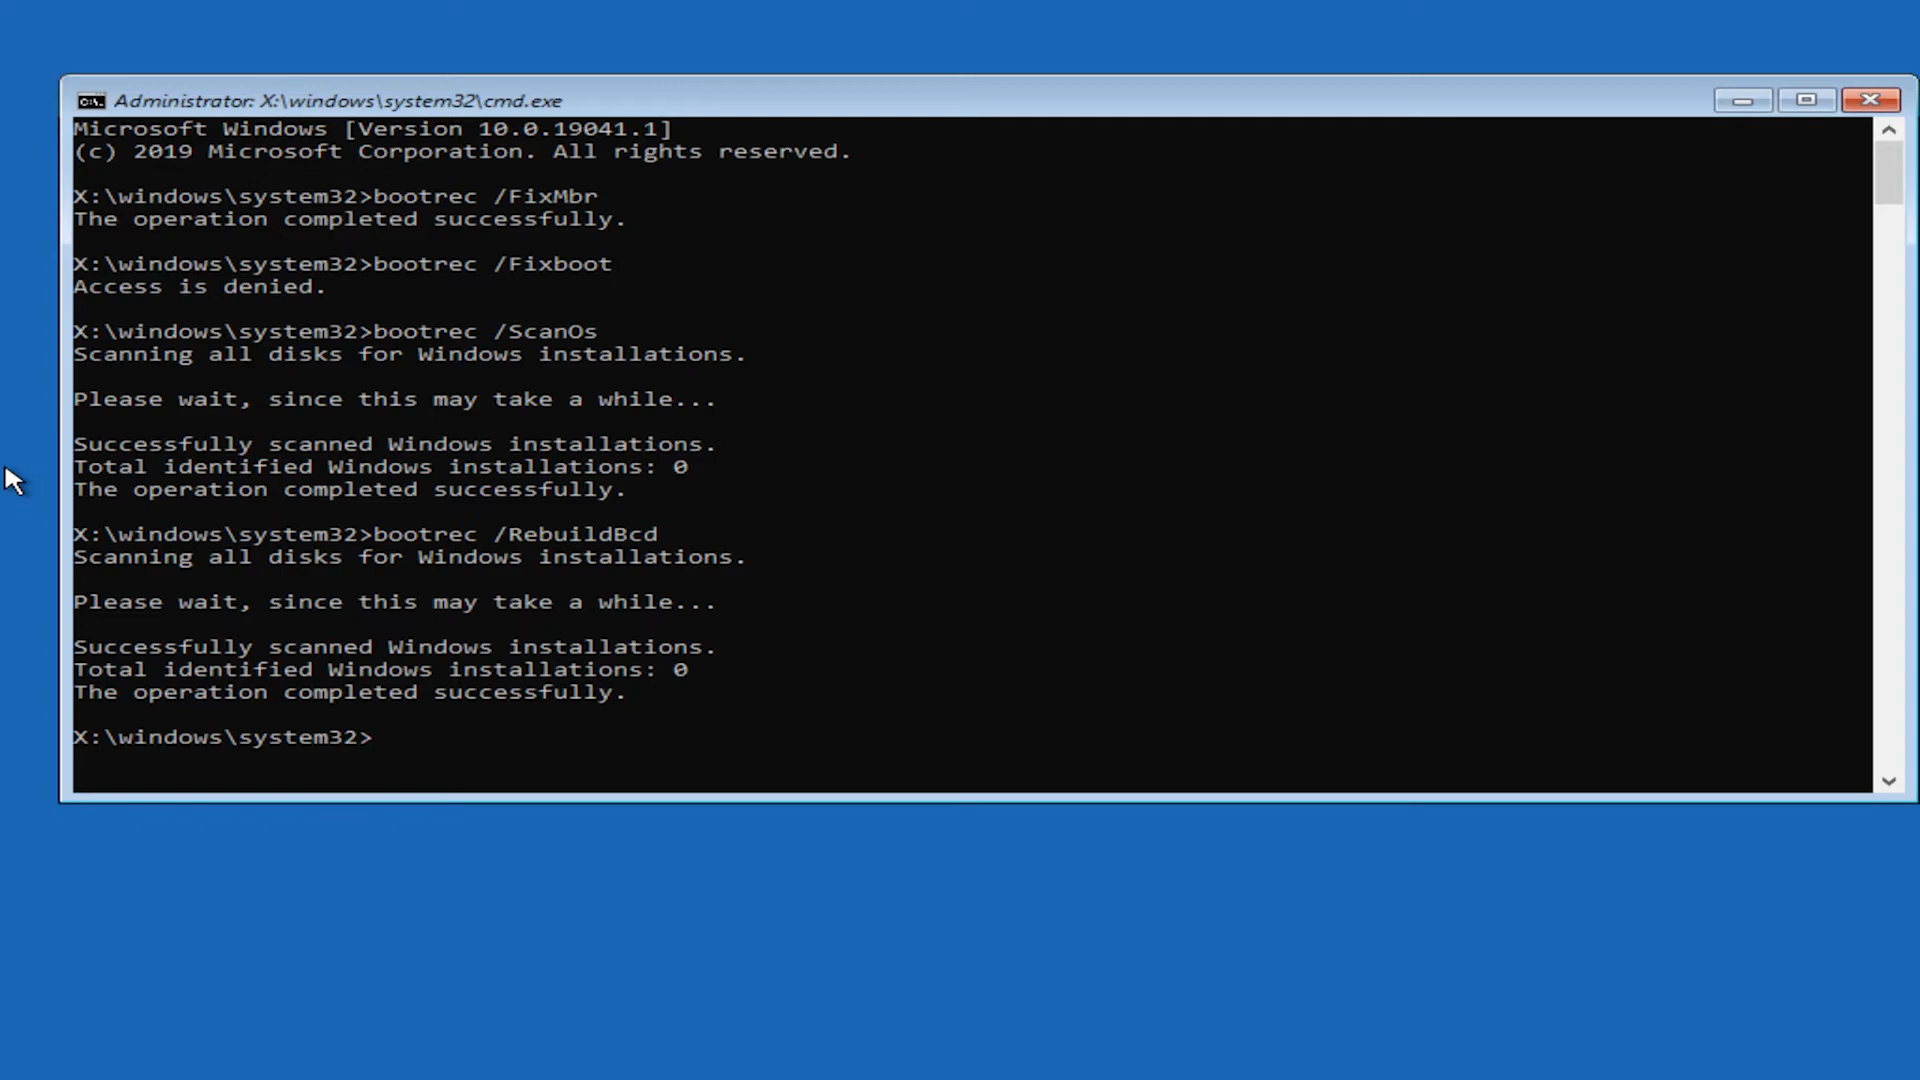 Administrator: X:\windows\system32\cmd.exe
Microsoft Windows [Version 10.0.19041.1]
(c) 2019 Microsoft Corporation. All rights reserved.
X:\windows\system32>bootrec /FixMbr
The operation completed successfully.
X:\windows\system32>bootrec /Fixboot
Access is denied.
X:\windows\system32>bootrec /ScanOs
Scanning all disks for Windows installations.
Please wait, since this may take a while...
Successfully scanned Windows installations.
Total identified Windows installations: 0
The operation completed successfully.
X:\windows\system32>bootrec /RebuildBcd
Scanning all disks for Windows installations.
Please wait, since this may take a while...
Successfully scanned Windows installations.
Total identified Windows installations: 0
The operation completed successfully.
X:\windows\system32>